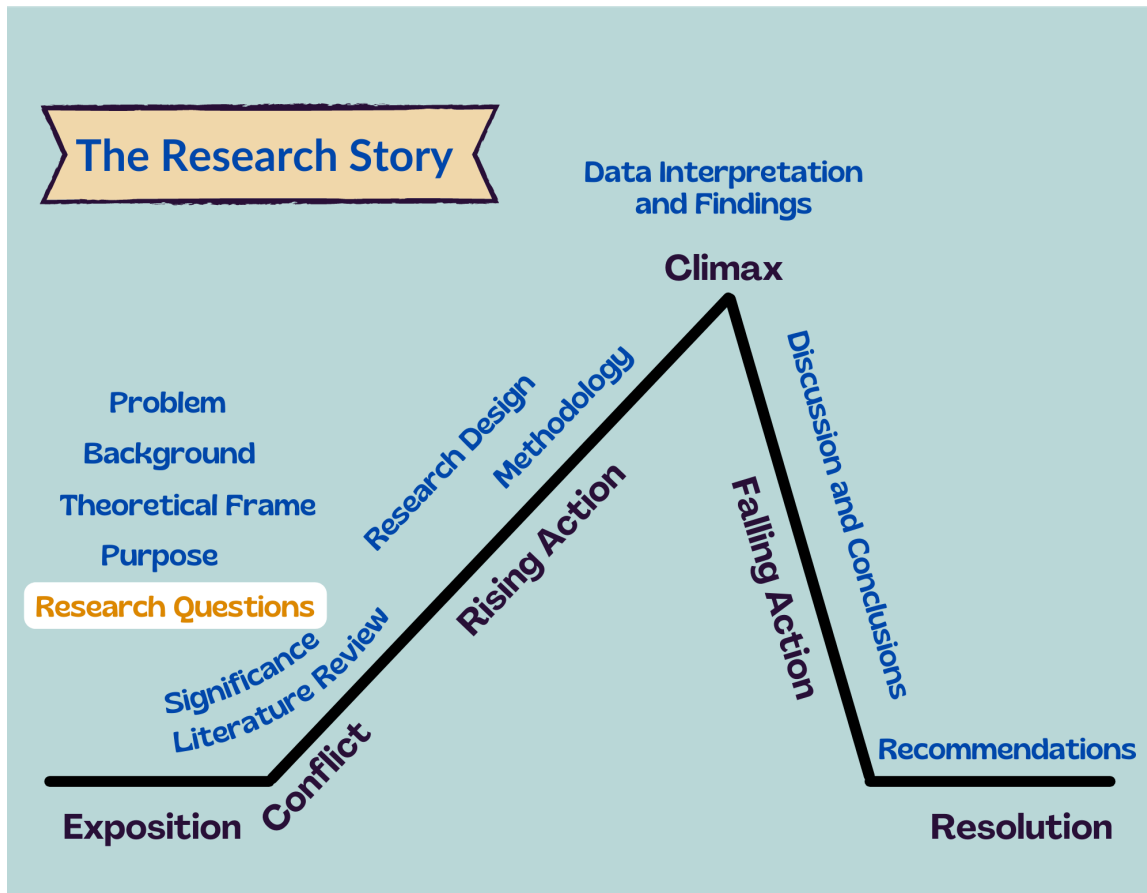 The Research Story
Data Interpretation
and Findings
Climax
Problem
Background
Theoretical Frame
Purpose
Research Questions
Significance
Literature Review
Research Design
Methodology
Rising Action
Falling Action
Discussion and Conclusions
Recommendations
Exposition
Conflict
Resolution